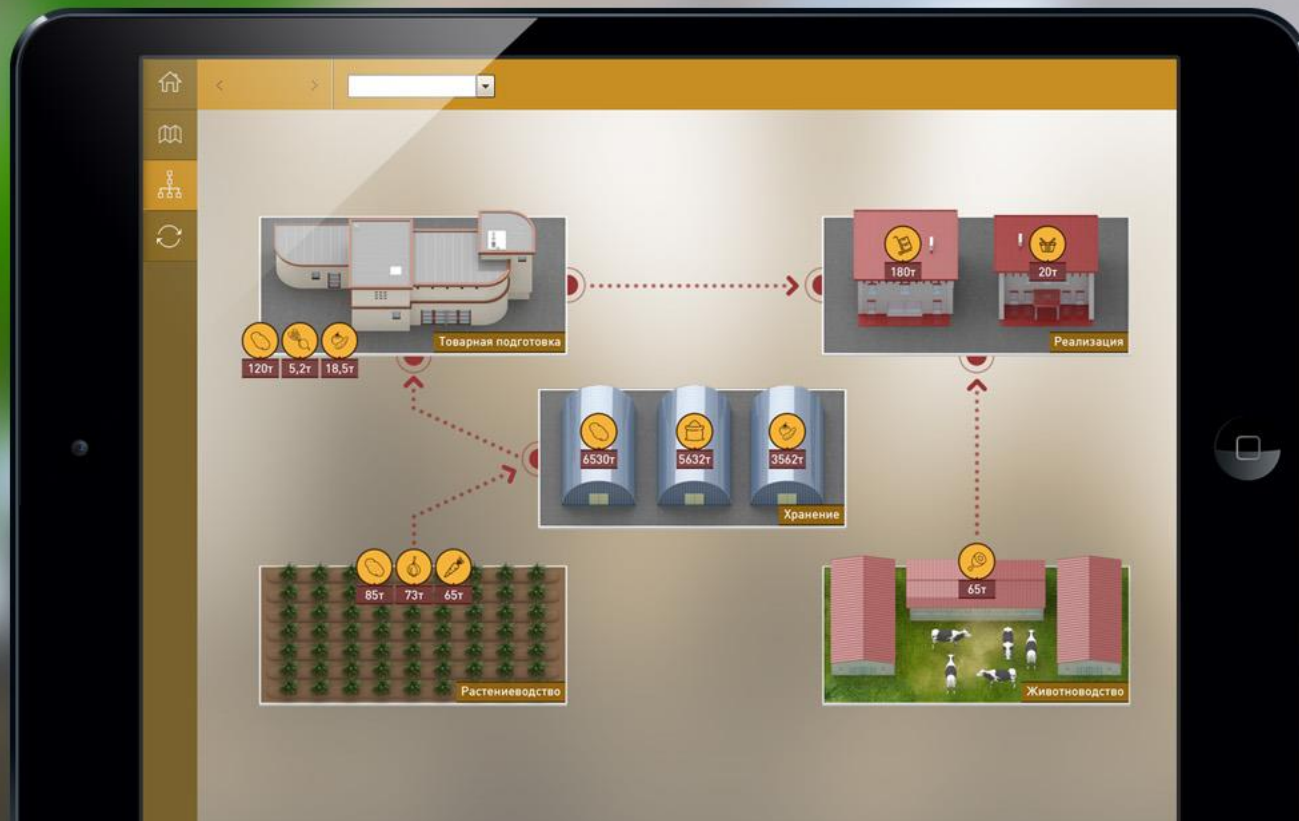 180т
20т
Товарная подготовка
Реализация
120т
5,2т
18,5т
6530т
5632т
3562т
Хранение
85т
73т
65т
65т
Растениеводство
Животноводство